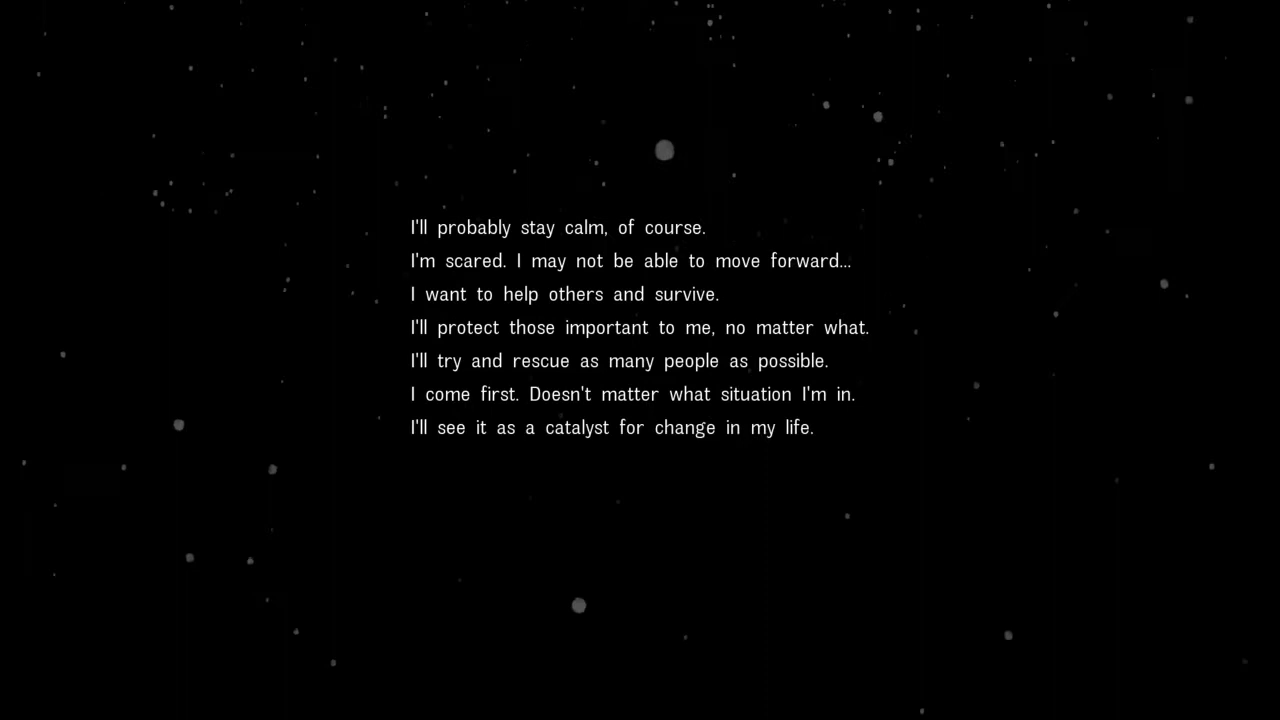 I'll probably stay calm, of course.
I'm scared. I may not be able to move forward...
I want to help others and survive.
I'll protect those important to me, no matter what.
I'll try and rescue as many people as possible.
I come first. Doesn't matter what situation I'm in.
I'll see it as a catalyst for change in my life.